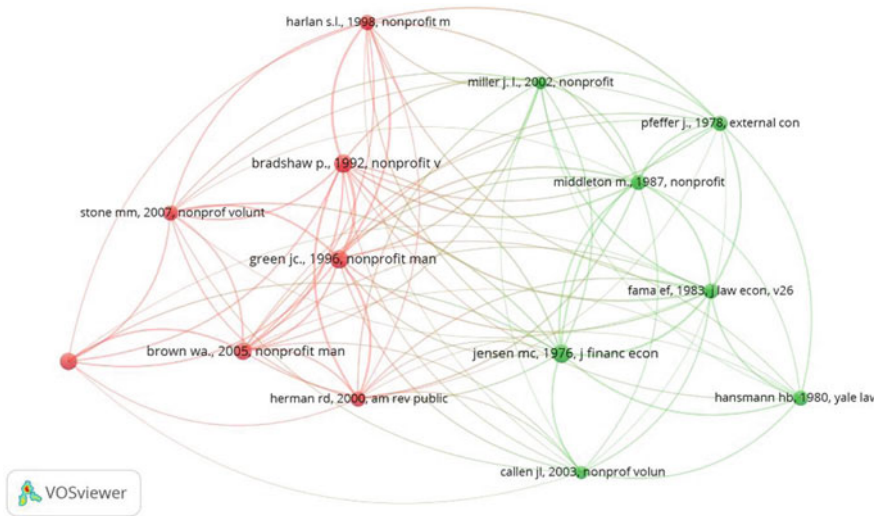 harlan s.l., 1998, nonprofit m
miller j. l., 2002, nonprofit
pfeffer j., 1978, external con
bradshaw p., 1992, nonprofit v
middleton m., 1987, nonprofit
stone mm, 2007, nonprof volunt
green jc., 1996, nonprofit man
fama ef, 1983, j law econ, v26
brown wa., 2005, nonprofit man
jensen mc, 1976, j financ econ
herman rd, 2000, am rev public
hansmann hb, 1980, yale law
callen jl, 2003, nonprof volun
VOSviewer